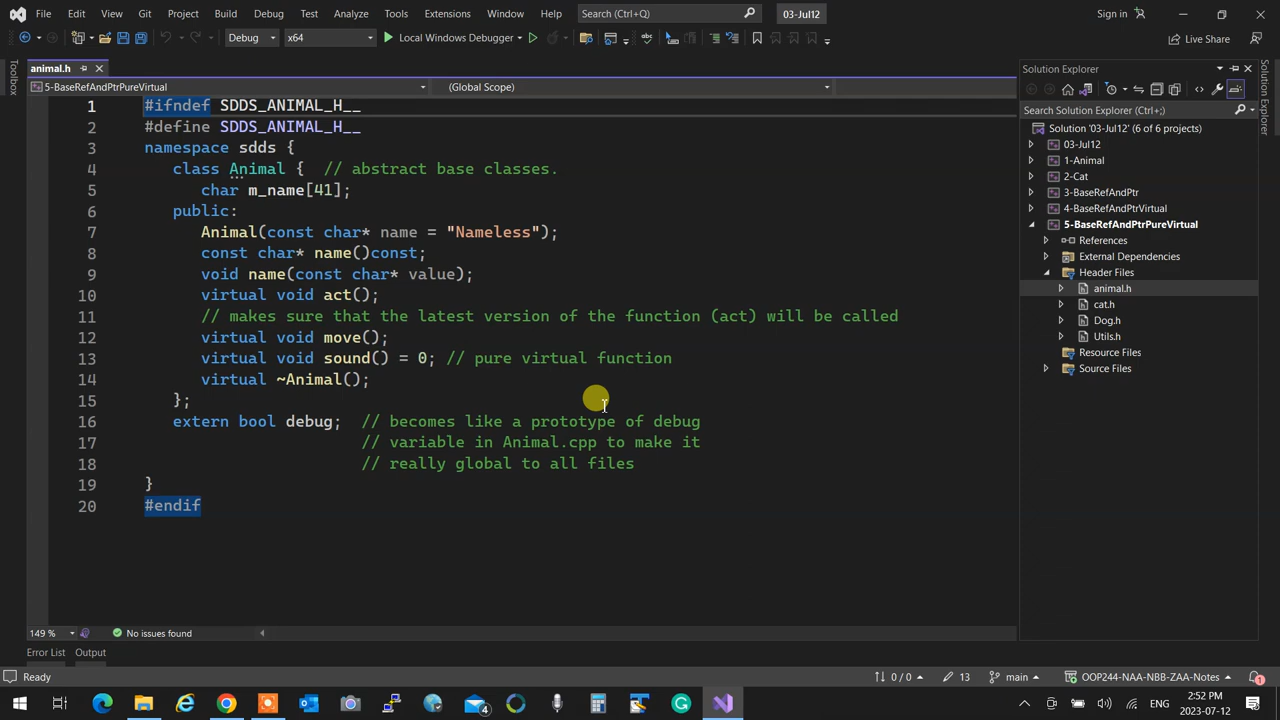 File Edit View Git Project Build Debug Test Analyze Tools Extensions Window Help Search (Ctrl+Q) 03-Jul12 Sign in
Debug x64 Local Windows Debugger Live Share
Toolbox
animal.h
5-BaseRefAndPtrPureVirtual (Global Scope)
1 #ifndef SDDS_ANIMAL_H__
2 #define SDDS_ANIMAL_H__
3 namespace sdds {
4 class Animal { // abstract base classes.
5 char m_name[41];
6 public:
7 Animal(const char* name = "Nameless");
8 const char* name()const;
9 void name(const char* value);
10 virtual void act();
11 // makes sure that the latest version of the function (act) will be called
12 virtual void move();
13 virtual void sound() = 0; // pure virtual function
14 virtual ~Animal();
15 };
16 extern bool debug; // becomes like a prototype of debug
17 // variable in Animal.cpp to make it
18 // really global to all files
19 }
20 #endif
149 % No issues found
Solution Explorer
Search Solution Explorer (Ctrl+;)
Solution '03-Jul12' (6 of 6 projects)
03-Jul12
1-Animal
2-Cat
3-BaseRefAndPtr
4-BaseRefAndPtrVirtual
5-BaseRefAndPtrPureVirtual
References
External Dependencies
Header Files
animal.h
cat.h
Dog.h
Utils.h
Resource Files
Source Files
Solution Explorer
Error List Output
Ready 0 / 0 13 main OOP244-NAA-NBB-ZAA-Notes 1
4 ENG 2:52 PM
2023-07-12